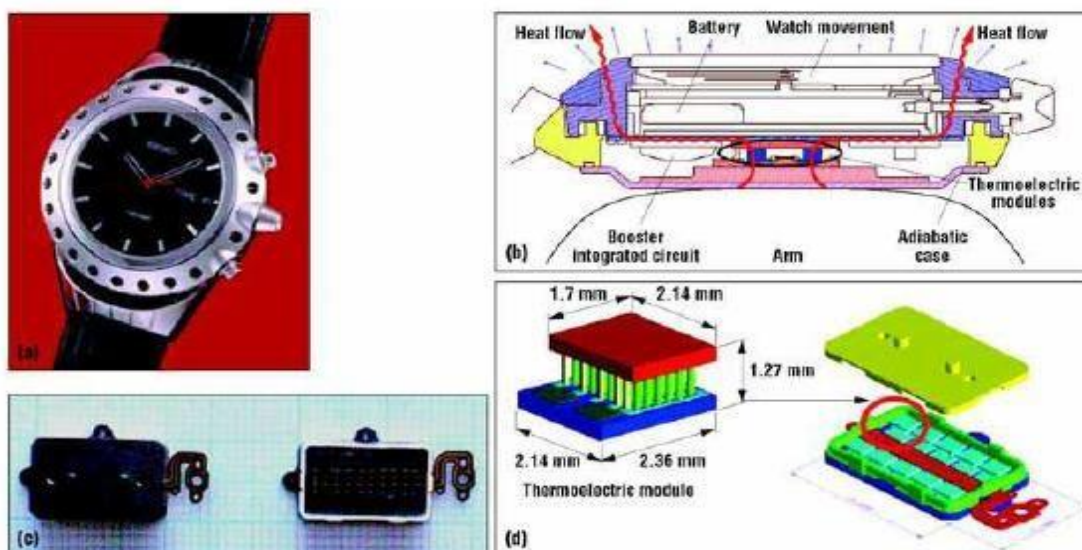 (a)
Heat flow
Battery
Watch movement
Heat flow
Thermoelectric
modules
Booster
integrated circuit
Arm
Adiabatic
case
(b)
(c)
1.7 mm
2.14 mm
1.27 mm
2.14 mm
2.36 mm
Thermoelectric module
(d)